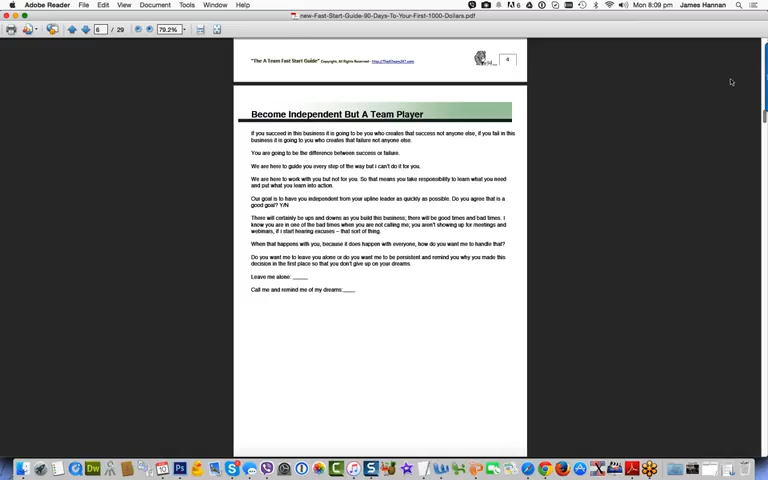 Adobe Reader File Edit View Document Tools Window Help 6 Mon 8:09 pm James Hannan
new-Fast-Start-Guide-90-Days-To-Your-First-1000-Dollars.pdf
6 / 29 79.2%
"The A Team Fast Start Guide" Copyright, All Rights Reserved - http://TheATeam247.com 4
Become Independent But A Team Player
If you succeed in this business it is going to be you who creates that success not anyone else, if you fail in this
business it is going to you who creates that failure not anyone else.
You are going to be the difference between success or failure.
We are here to guide you every step of the way but I can't do it for you.
We are here to work with you but not for you. So that means you take responsibility to learn what you need
and put what you learn into action.
Our goal is to have you independent from your upline leader as quickly as possible. Do you agree that is a
good goal? Y/N
There will certainly be ups and downs as you build this business; there will be good times and bad times. I
know you are in one of the bad times when you are not calling me; you aren't showing up for meetings and
webinars, if I start hearing excuses – that sort of thing.
When that happens with you, because it does happen with everyone, how do you want me to handle that?
Do you want me to leave you alone or do you want me to be persistent and remind you why you made this
decision in the first place so that you don't give up on your dreams.
Leave me alone: _____
Call me and remind me of my dreams:____
Dw 10 Ps